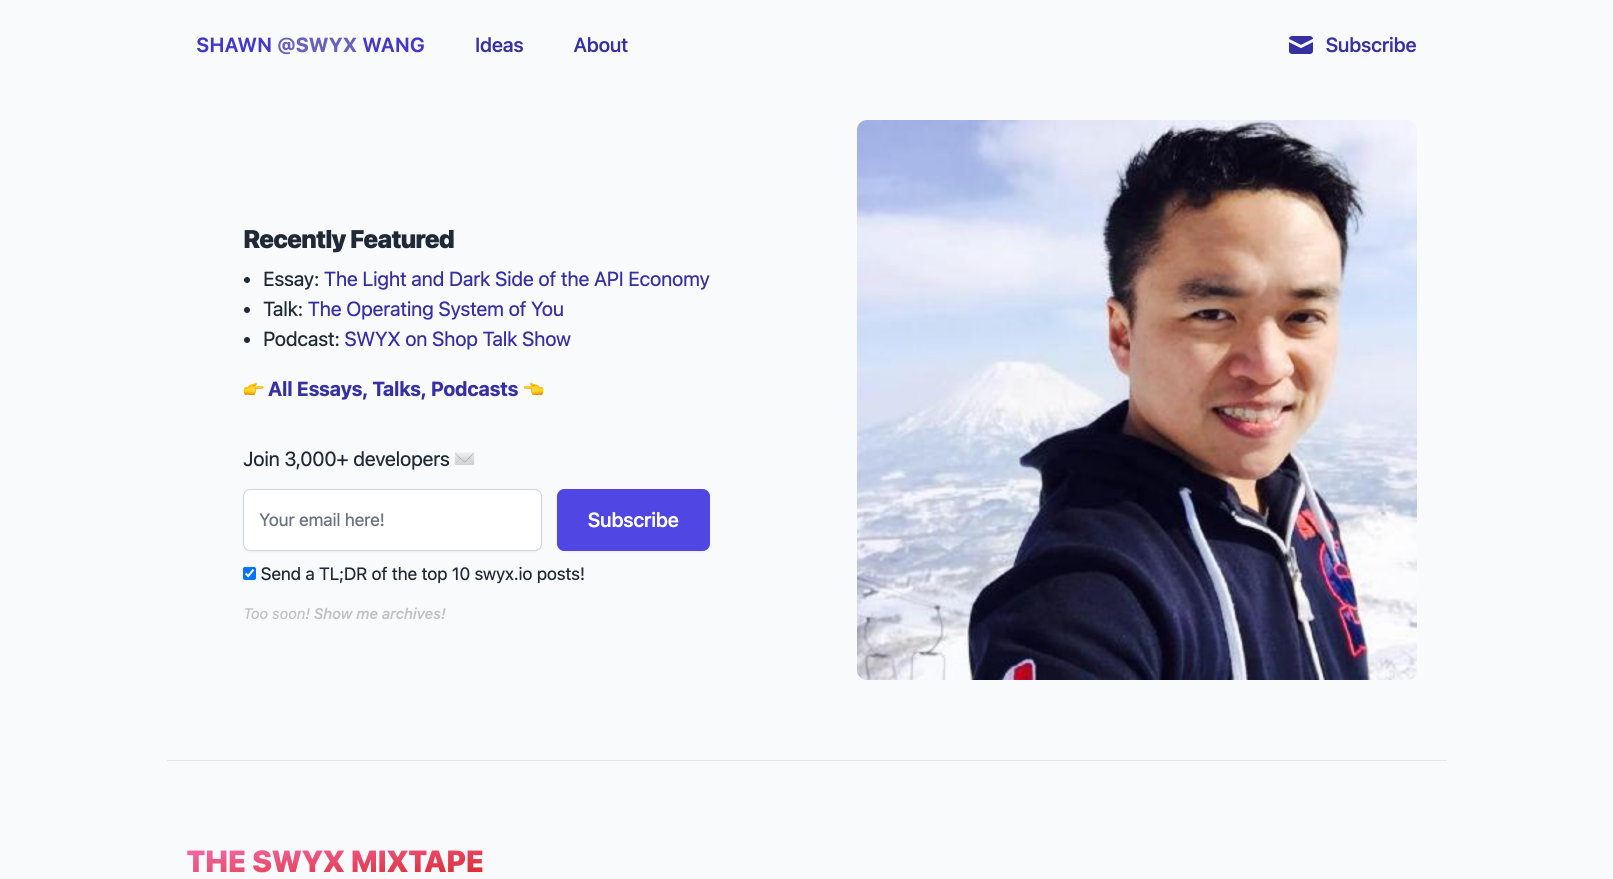 SHAWN @SWYX WANG
Ideas
About
Subscribe
Recently Featured
• Essay: The Light and Dark Side of the API Economy
• Talk: The Operating System of You
• Podcast: SWYX on Shop Talk Show
👉 All Essays, Talks, Podcasts 👈
Join 3,000+ developers ✉️
Your email here!
Subscribe
Send a TL;DR of the top 10 swyx.io posts!
Too soon! Show me archives!
THE SWYX MIXTAPE